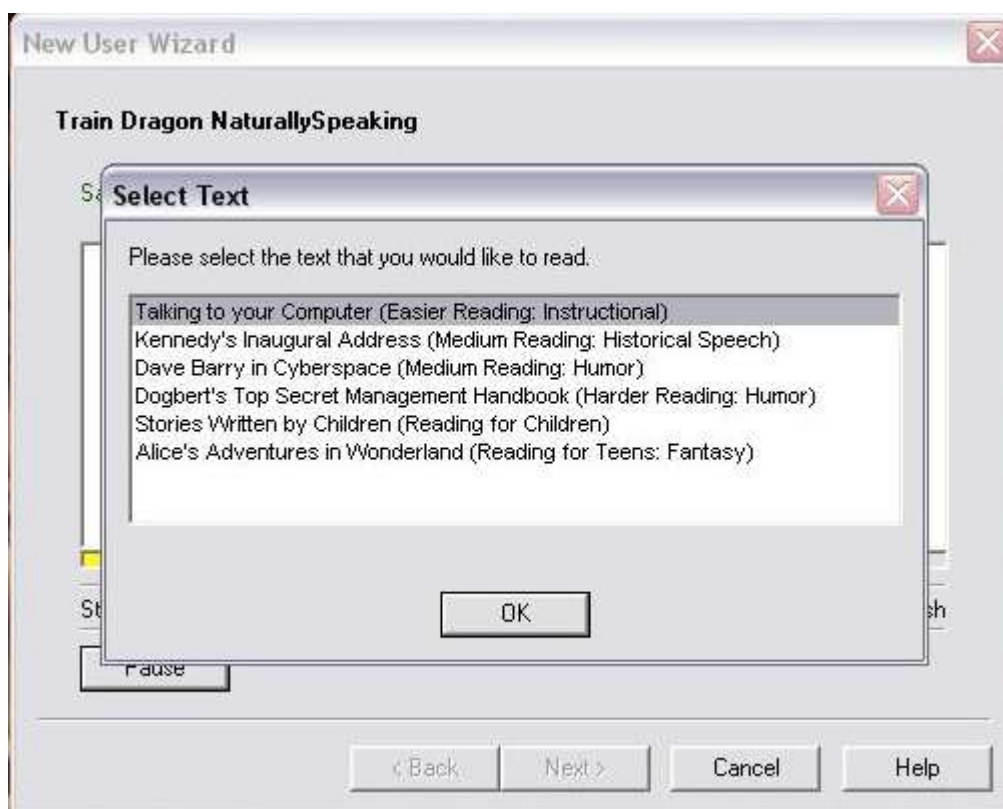 New User Wizard
Train Dragon NaturallySpeaking
Sa
Select Text
Please select the text that you would like to read.
Talking to your Computer (Easier Reading: Instructional)
Kennedy's Inaugural Address (Medium Reading: Historical Speech)
Dave Barry in Cyberspace (Medium Reading: Humor)
Dogbert's Top Secret Management Handbook (Harder Reading: Humor)
Stories Written by Children (Reading for Children)
Alice's Adventures in Wonderland (Reading for Teens: Fantasy)
St OK sh
Pause
< Back Next > Cancel Help